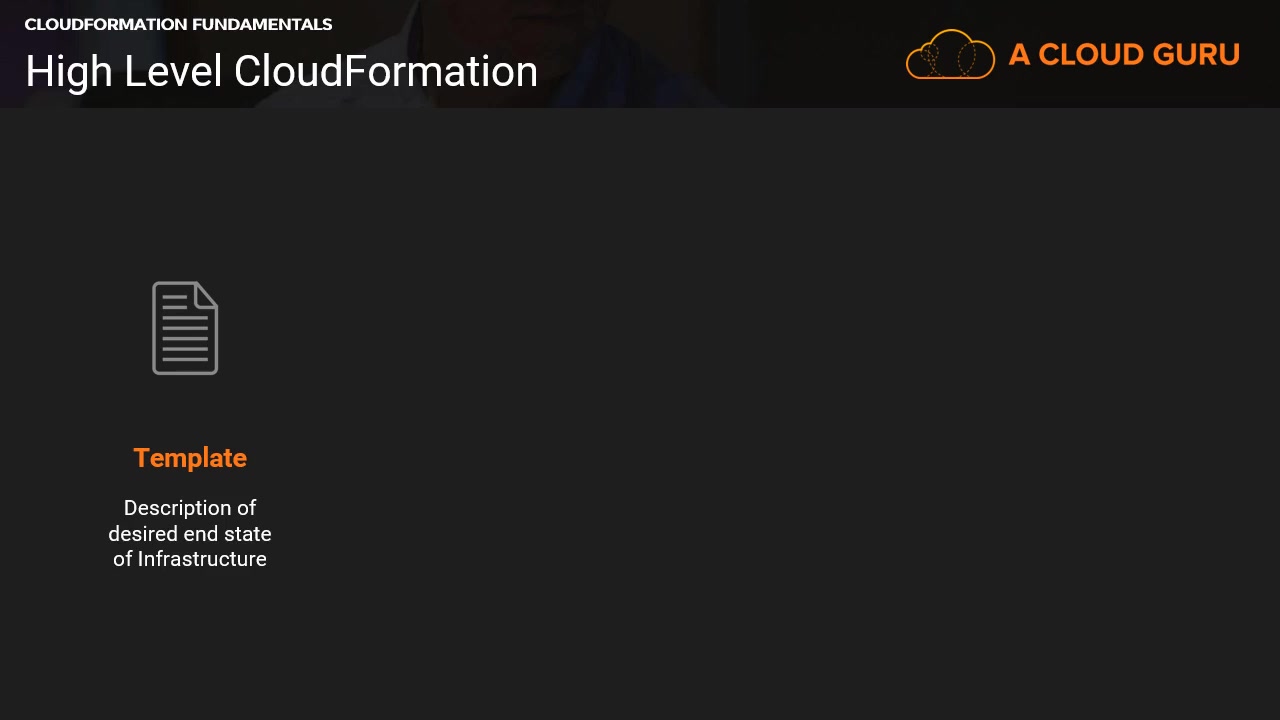 CLOUDFORMATION FUNDAMENTALS
High Level CloudFormation
A CLOUD GURU
Template
Description of
desired end state
of Infrastructure